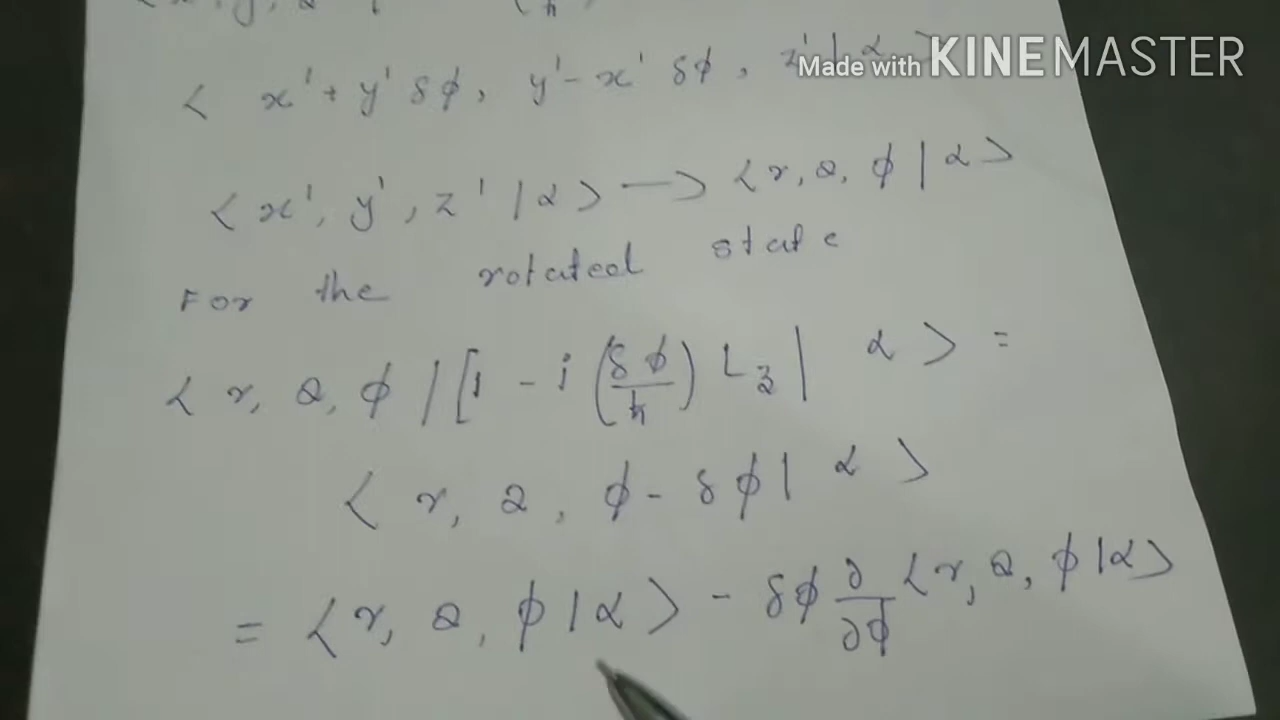 Made with KINEMASTER
< x' + y' δφ, y' - x' δφ, z' | α >
< x', y', z' | α > → < r, θ, φ | α >
For the rotated state
< r, θ, φ | [1 - i (δφ/ħ) L_z | α > =
< r, θ, φ - δφ | α >
= < r, θ, φ | α > - δφ ∂/∂φ < r, θ, φ | α >